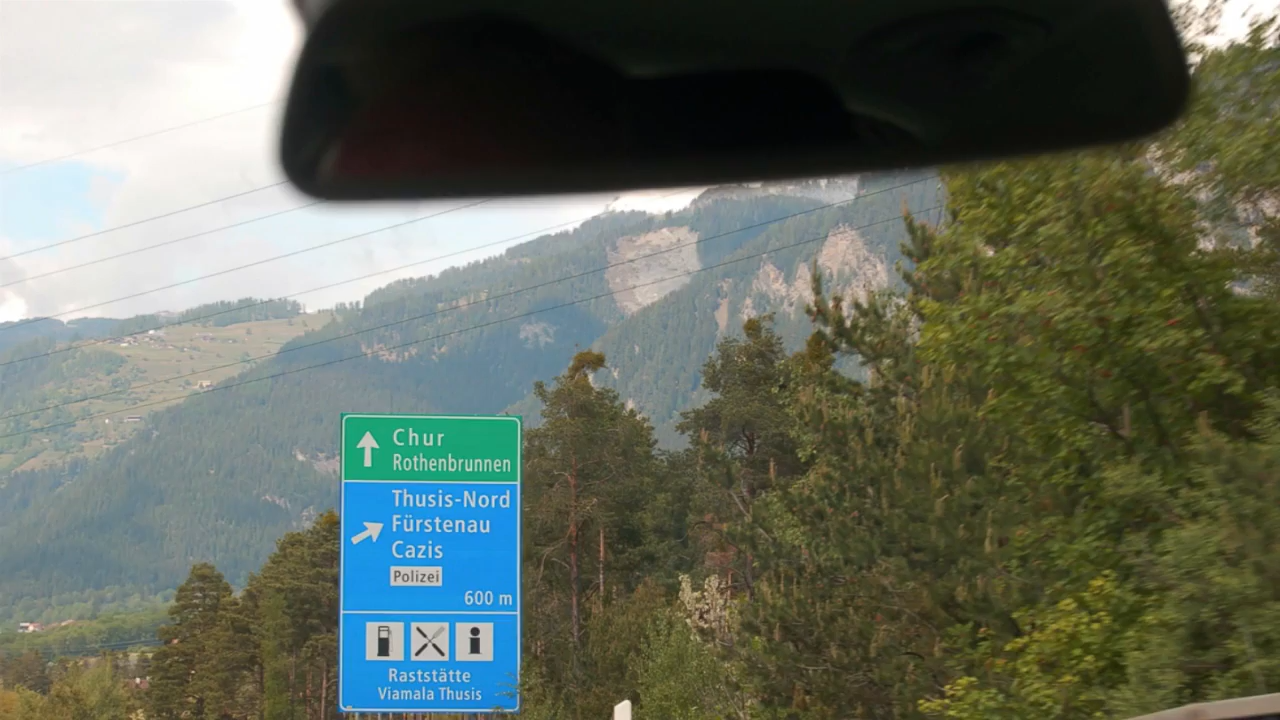 Chur
Rothenbrunnen
Thusis-Nord
Fürstenau
Cazis
Polizei
600 m
Raststätte
Viamala Thusis